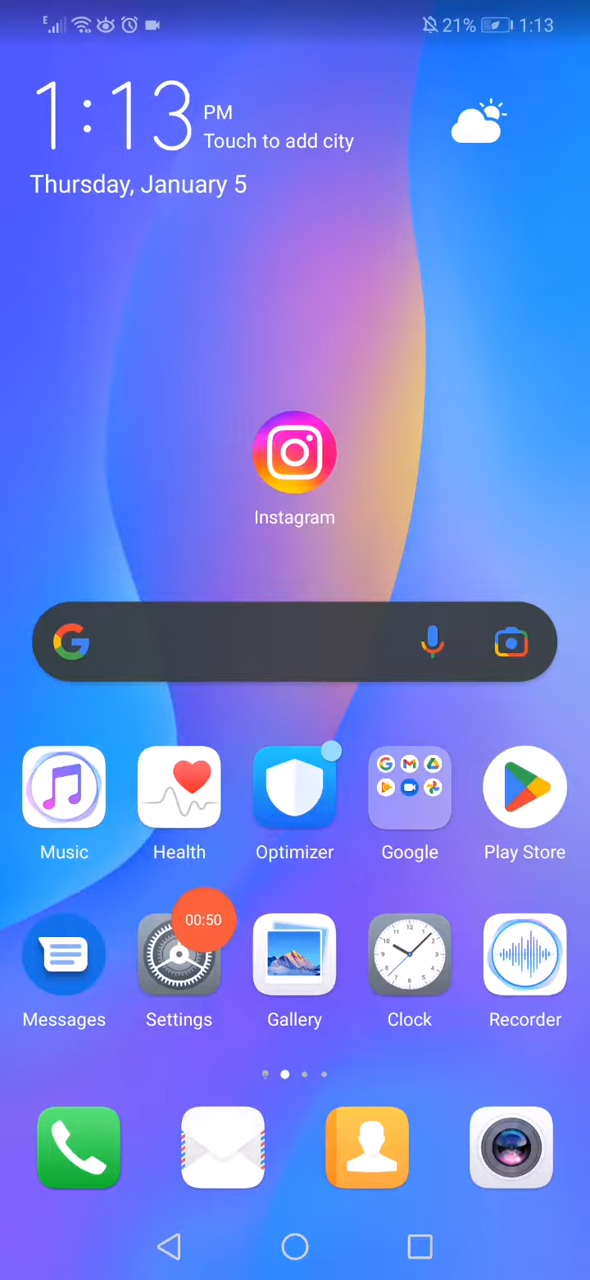 E 21% 1:13
1:13 PM
Touch to add city
Thursday, January 5
Instagram
Music Health Optimizer Google Play Store
00:50
Messages Settings Gallery Clock Recorder